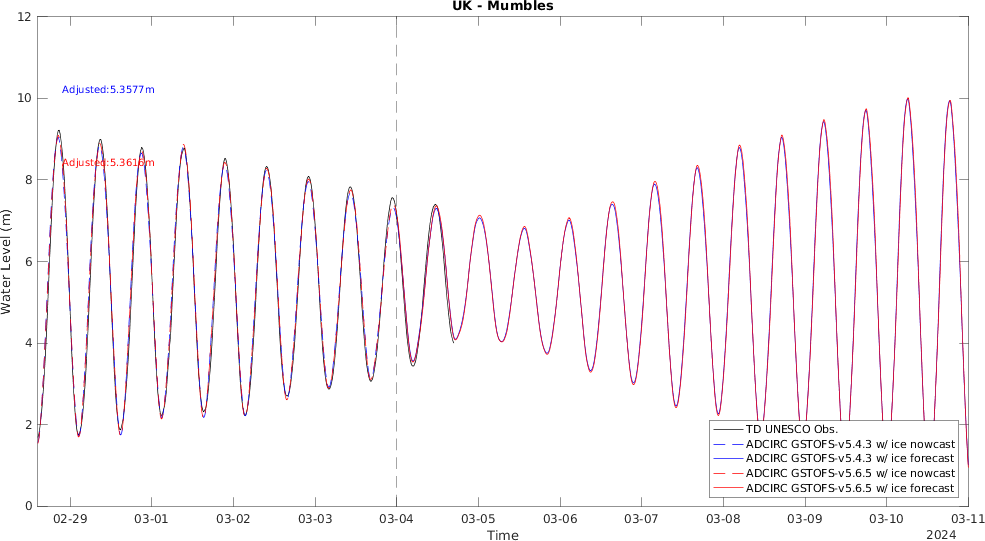 UK - Mumbles
12
10
8
6
4
2
0
Water Level (m)
Adjusted:5.3577m
Adjusted:5.3616m
TD UNESCO Obs.
ADCIRC GSTOFS-v5.4.3 w/ ice nowcast
ADCIRC GSTOFS-v5.4.3 w/ ice forecast
ADCIRC GSTOFS-v5.6.5 w/ ice nowcast
ADCIRC GSTOFS-v5.6.5 w/ ice forecast
02-29 03-01 03-02 03-03 03-04 03-05 03-06 03-07 03-08 03-09 03-10 03-11
Time
2024